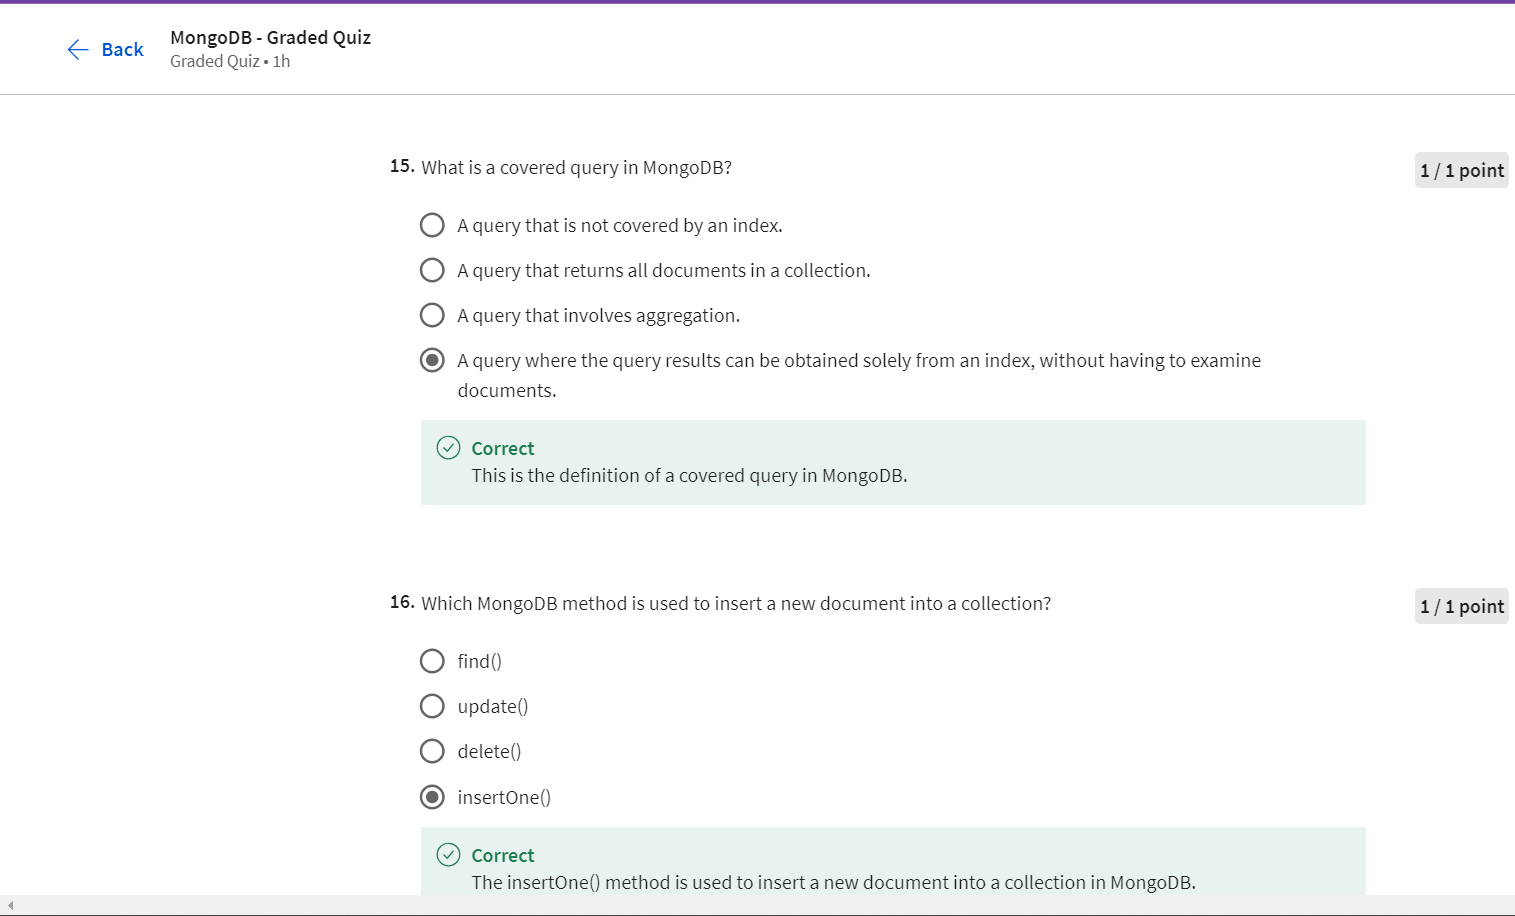 Back
MongoDB - Graded Quiz
Graded Quiz • 1h
15. What is a covered query in MongoDB?
1 / 1 point
A query that is not covered by an index.
A query that returns all documents in a collection.
A query that involves aggregation.
A query where the query results can be obtained solely from an index, without having to examine
documents.
Correct
This is the definition of a covered query in MongoDB.
16. Which MongoDB method is used to insert a new document into a collection?
1 / 1 point
find()
update()
delete()
insertOne()
Correct
The insertOne() method is used to insert a new document into a collection in MongoDB.